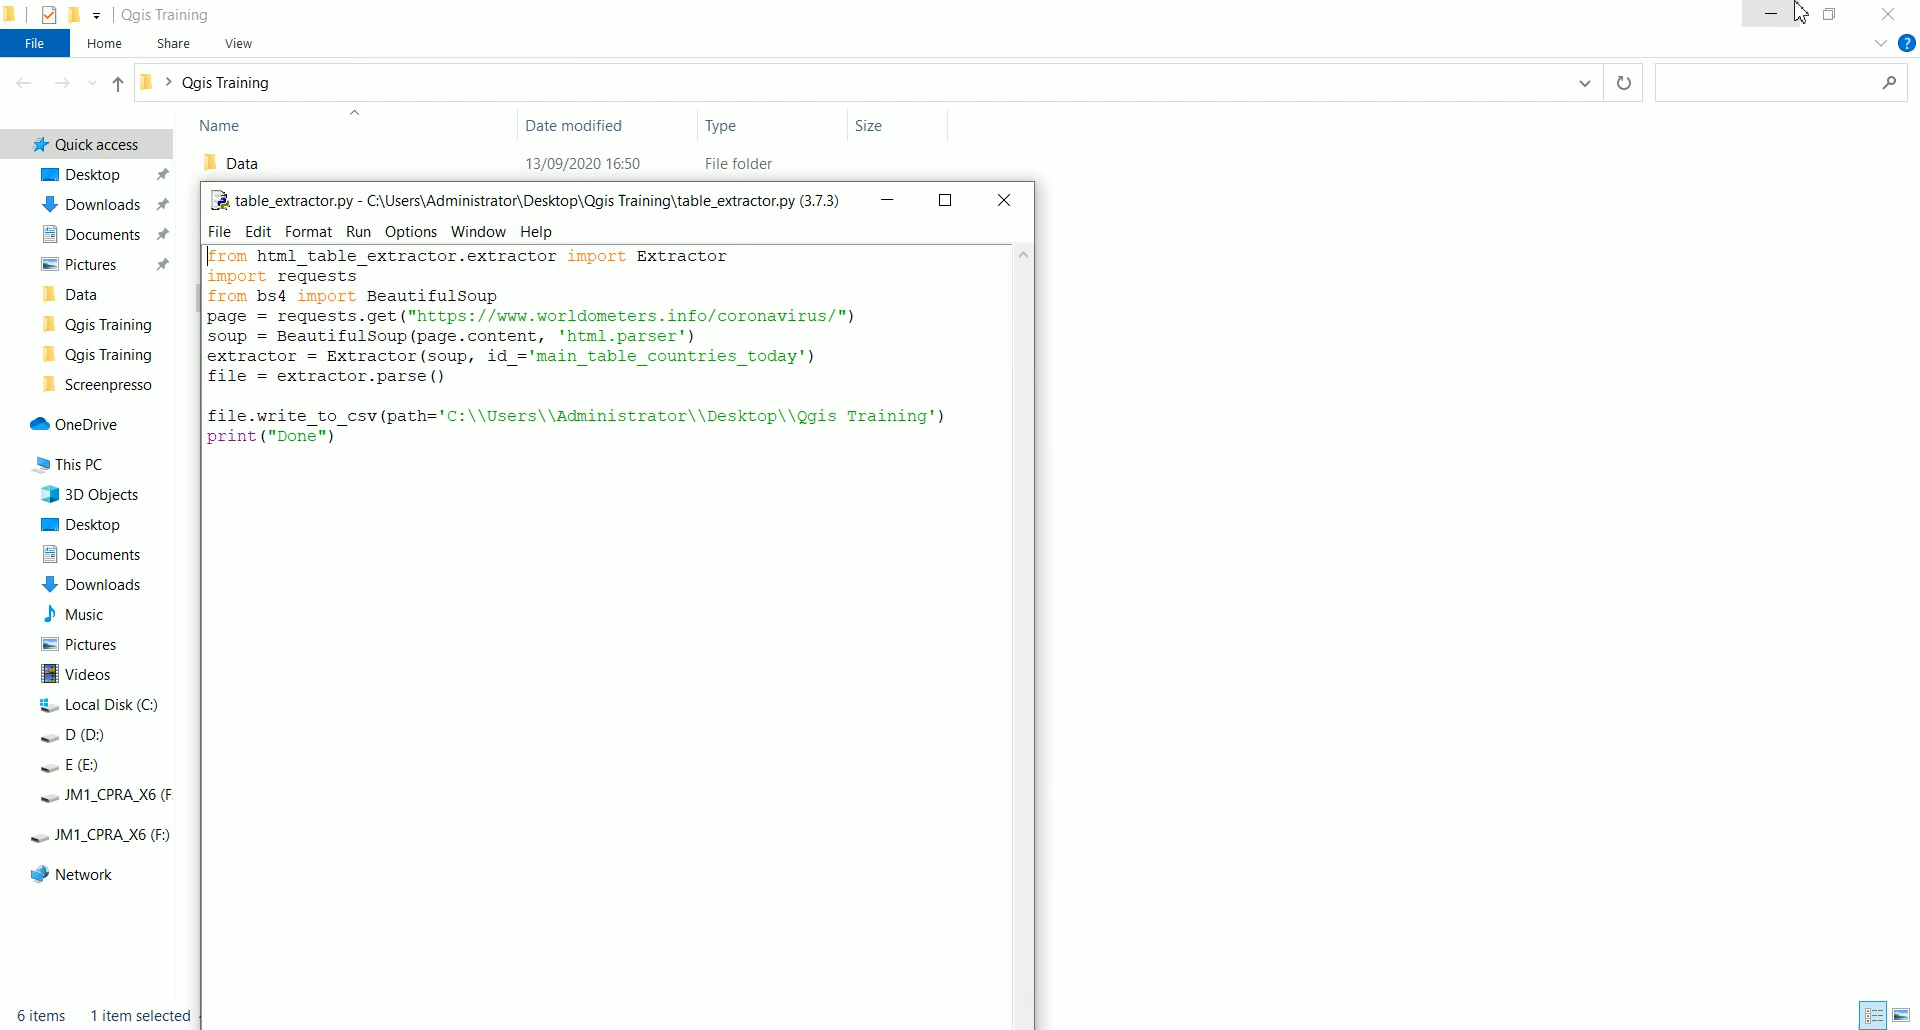 Qgis Training
File Home Share View
Qgis Training
Name Date modified Type Size
Data 13/09/2020 16:50 File folder
Quick access
Desktop
Downloads
Documents
Pictures
Data
Qgis Training
Qgis Training
Screenpresso
OneDrive
This PC
3D Objects
Desktop
Documents
Downloads
Music
Pictures
Videos
Local Disk (C:)
D (D:)
E (E:)
JM1_CPRA_X6 (F
JM1_CPRA_X6 (F:)
Network
6 items 1 item selected
table_extractor.py - C:\Users\Administrator\Desktop\Qgis Training\table_extractor.py (3.7.3)
File Edit Format Run Options Window Help
from html_table_extractor.extractor import Extractor
import requests
from bs4 import BeautifulSoup
page = requests.get("https://www.worldometers.info/coronavirus/")
soup = BeautifulSoup(page.content, 'html.parser')
extractor = Extractor(soup, id_='main_table_countries_today')
file = extractor.parse()
file.write_to_csv(path='C:\\Users\\Administrator\\Desktop\\Qgis Training')
print("Done")